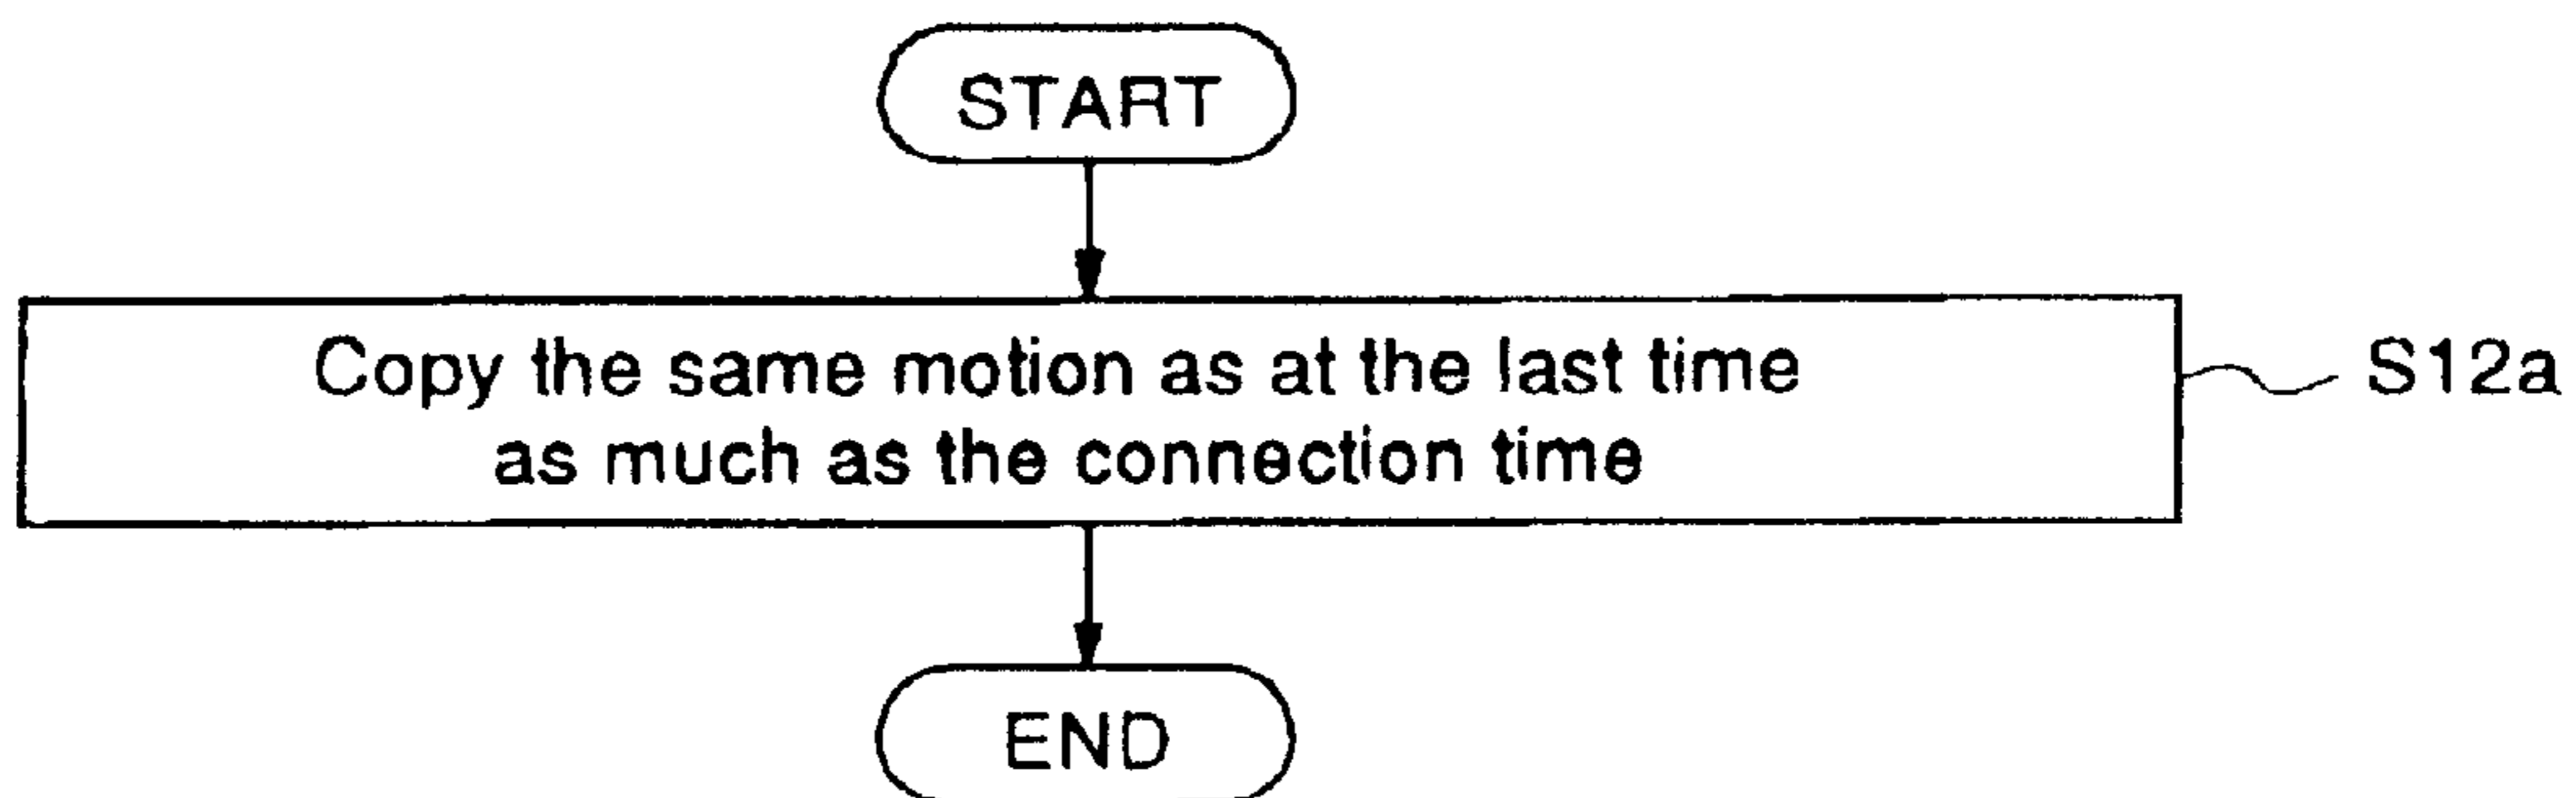 START
Copy the same motion as at the last time
as much as the connection time
S12a
END